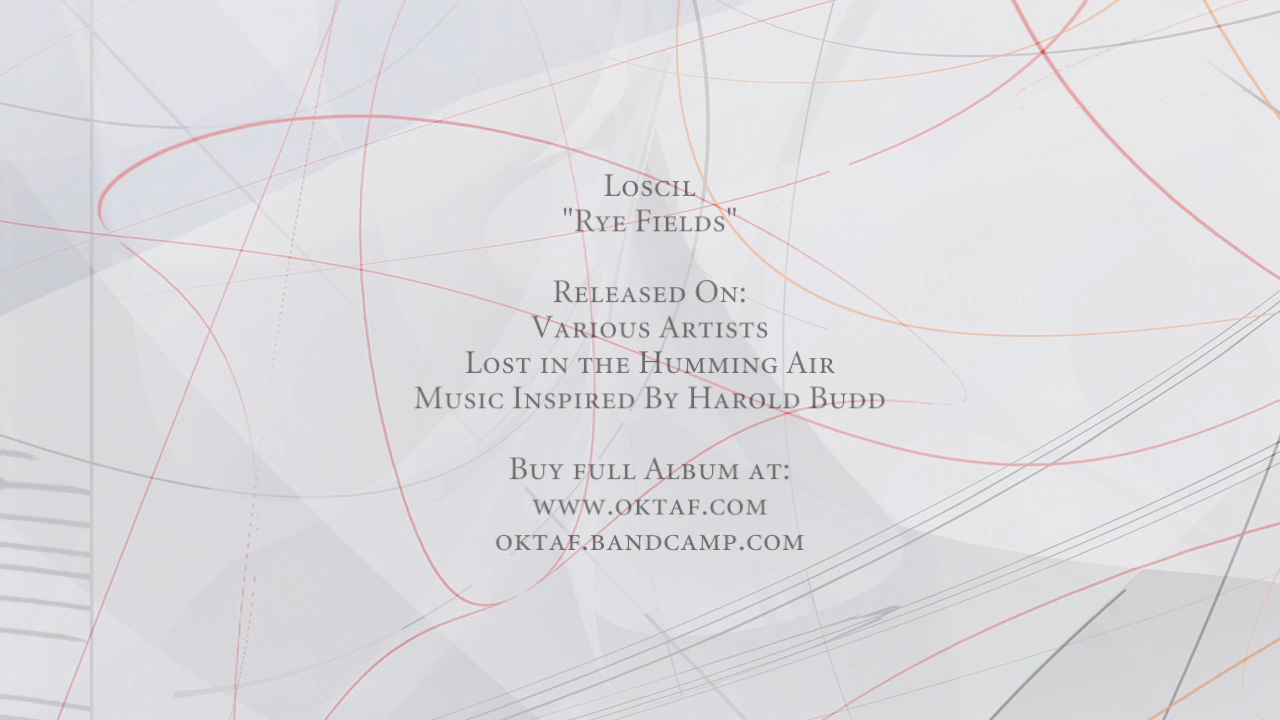 Loscil
"Rye Fields"
Released On:
Various Artists
Lost in the Humming Air
Music Inspired By Harold Budd
Buy full Album at:
www.oktaf.com
oktaf.bandcamp.com